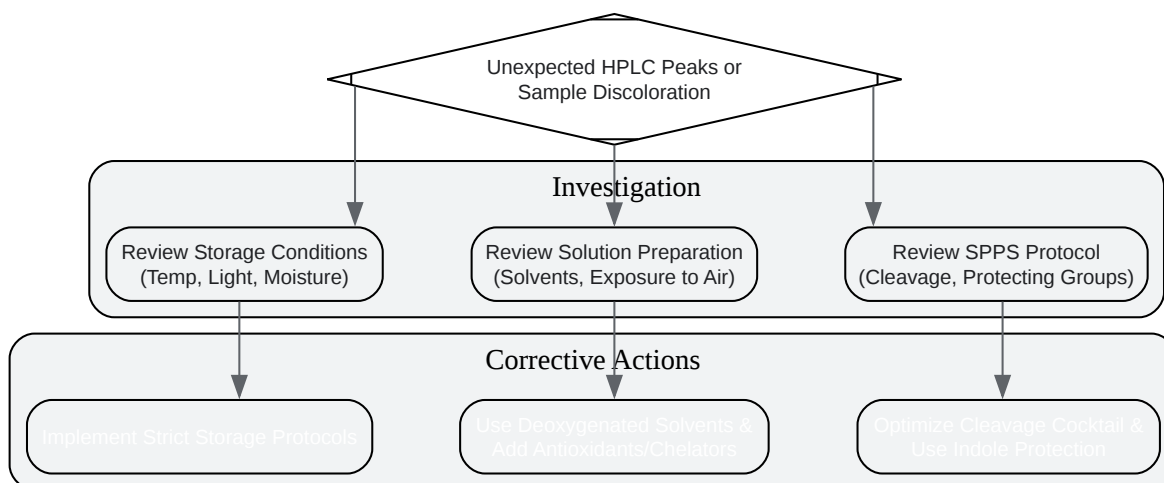 Unexpected HPLC Peaks or
Sample Discoloration
Investigation
Review Storage Conditions
(Temp, Light, Moisture)
Review Solution Preparation
(Solvents, Exposure to Air)
Review SPPS Protocol
(Cleavage, Protecting Groups)
Corrective Actions
Implement Strict Storage Protocols
Use Deoxygenated Solvents &
Add Antioxidants/Chelators
Optimize Cleavage Cocktail &
Use Indole Protection